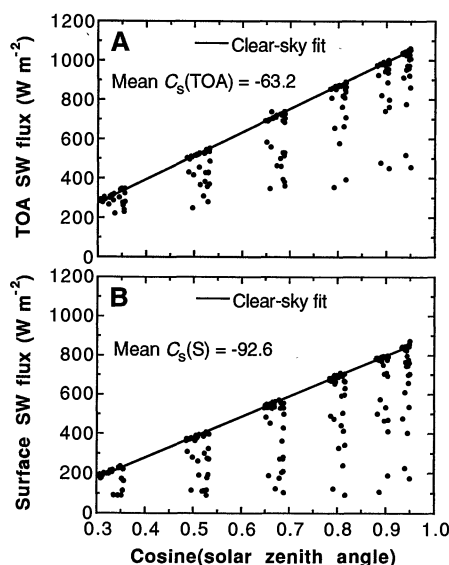 1200
1000
800
600
400
200
0
TOA SW flux (W m⁻²)
A
Clear-sky fit
Mean Cₛ(TOA) = -63.2
1200
1000
800
600
400
200
0
Surface SW flux (W m⁻²)
B
Clear-sky fit
Mean Cₛ(S) = -92.6
0.3 0.4 0.5 0.6 0.7 0.8 0.9 1.0
Cosine(solar zenith angle)